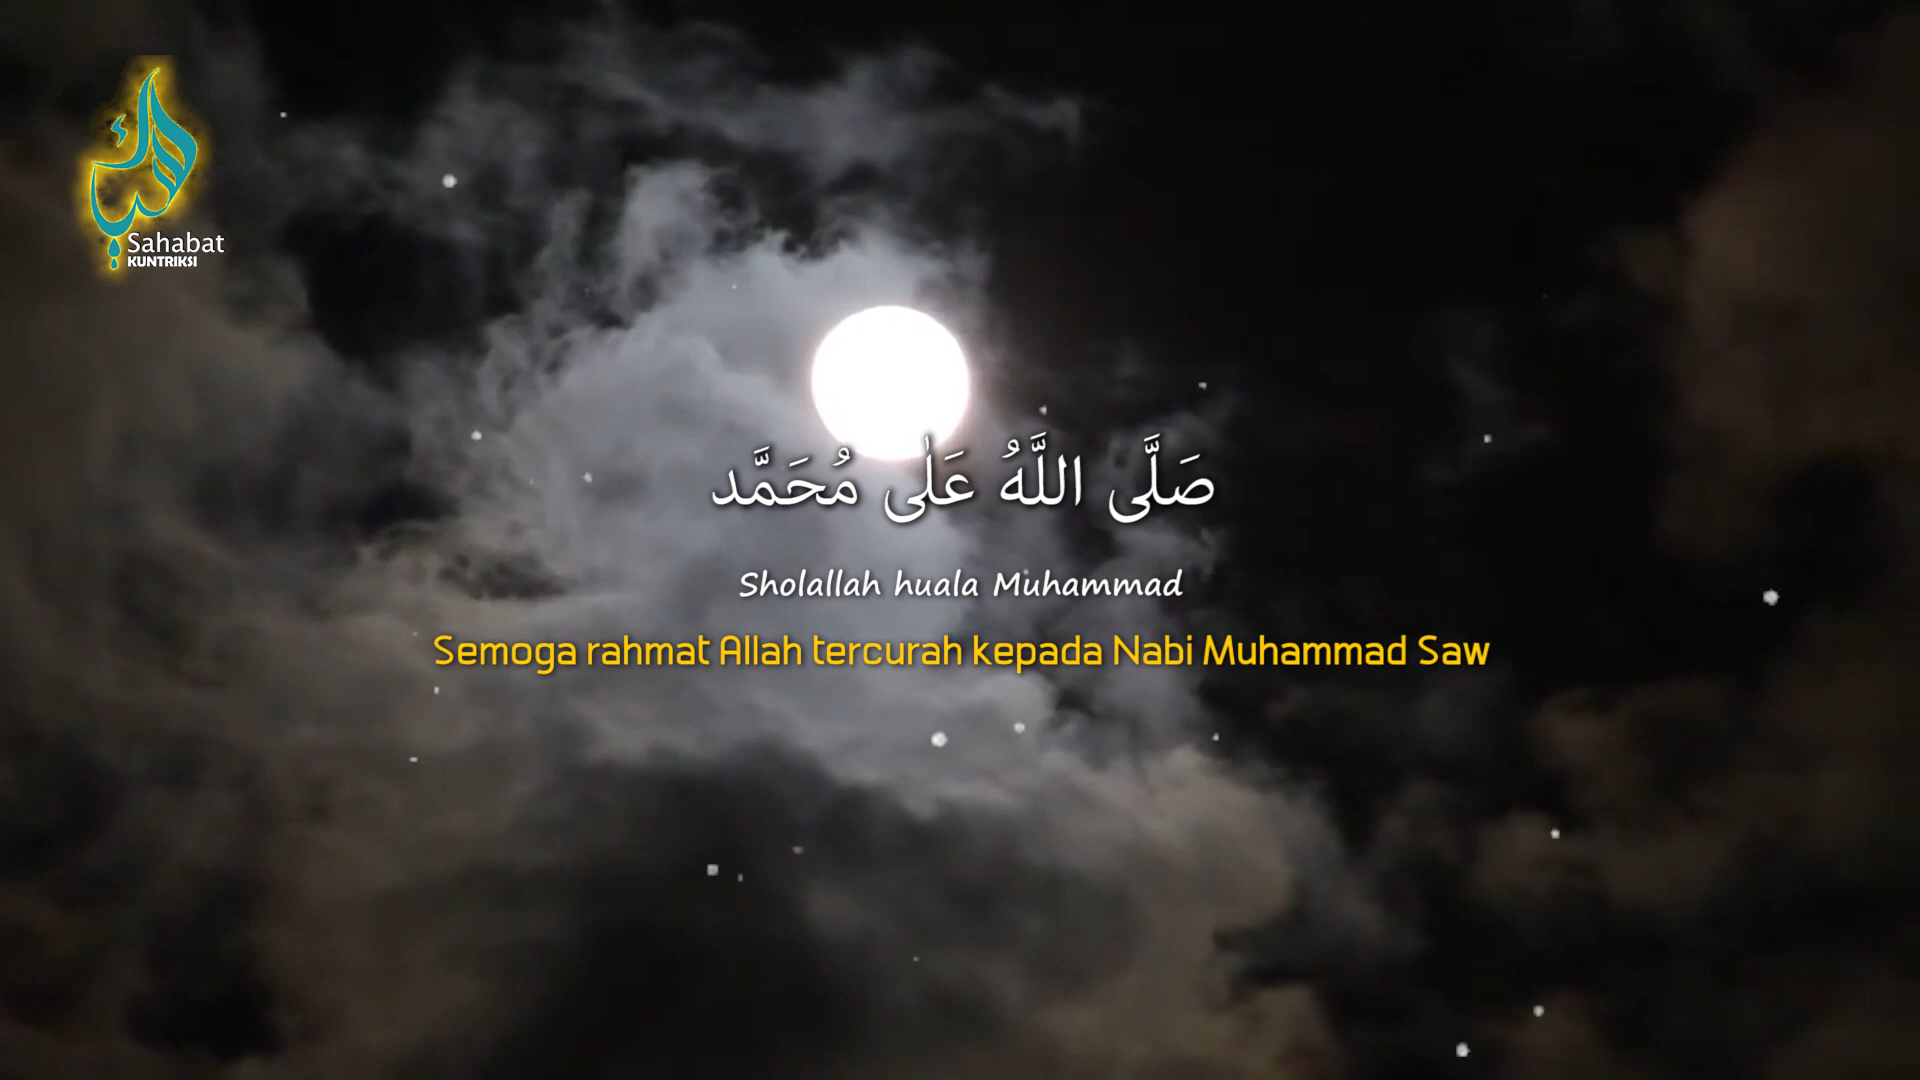 Sahabat
KUNTRIKSI
صَلَّى اللَّهُ عَلٰى مُحَمَّد
Sholallah huala Muhammad
Semoga rahmat Allah tercurah kepada Nabi Muhammad Saw